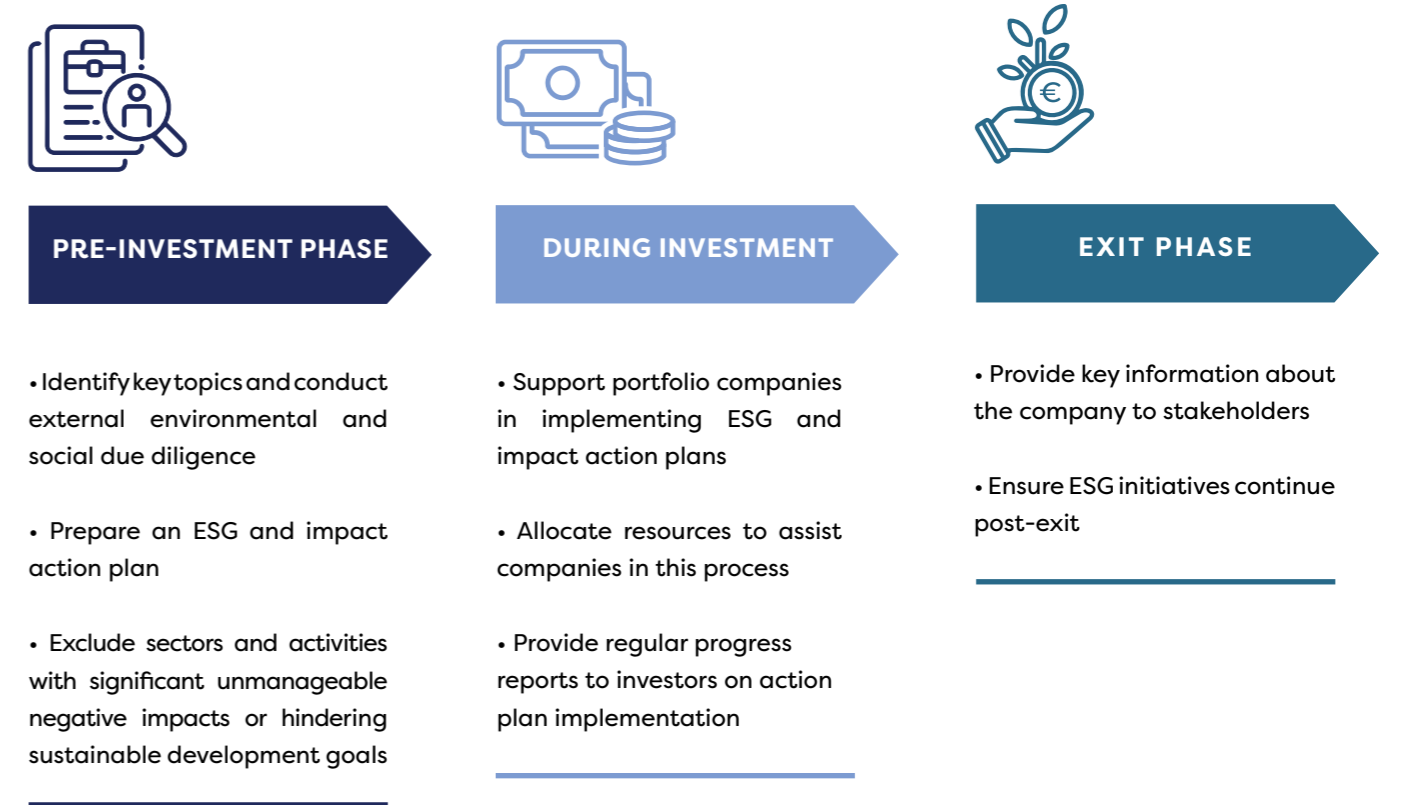 €
PRE-INVESTMENT PHASE
• Identify key topics and conduct
external environmental and
social due diligence
• Prepare an ESG and impact
action plan
• Exclude sectors and activities
with significant unmanageable
negative impacts or hindering
sustainable development goals
DURING INVESTMENT
• Support portfolio companies
in implementing ESG and
impact action plans
• Allocate resources to assist
companies in this process
• Provide regular progress
reports to investors on action
plan implementation
EXIT PHASE
• Provide key information about
the company to stakeholders
• Ensure ESG initiatives continue
post-exit